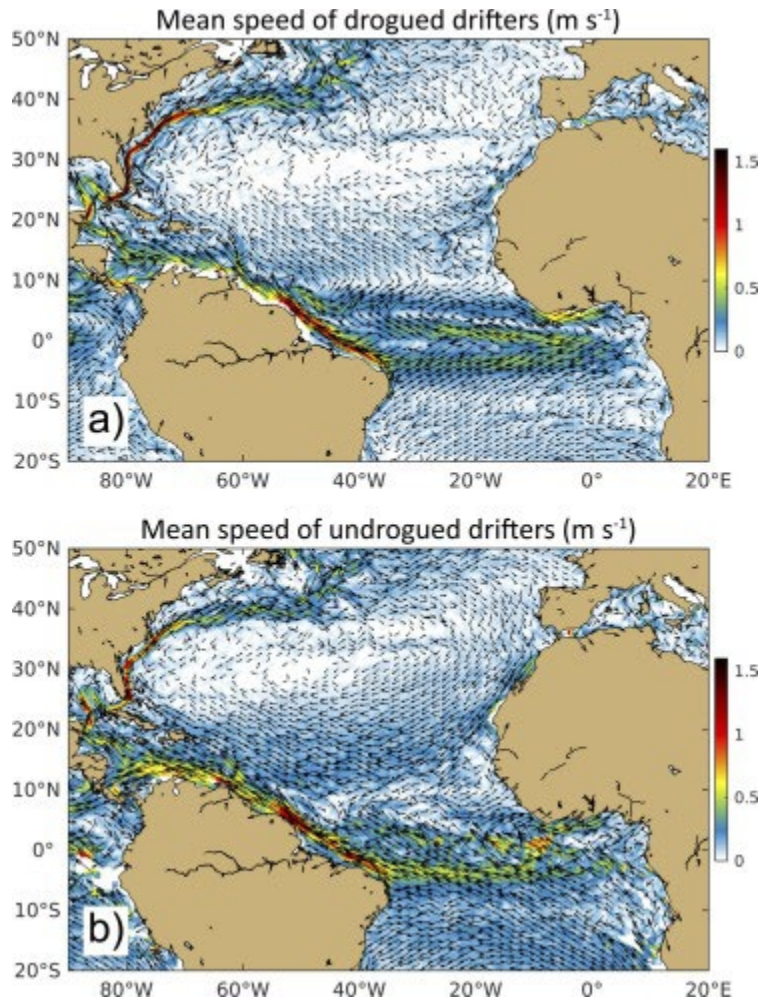 Mean speed of drogued drifters (m s⁻¹)
50°N
40°N
30°N
20°N
10°N
0°
10°S
20°S
1.5
1
0.5
0
a)
80°W 60°W 40°W 20°W 0° 20°E
Mean speed of undrogued drifters (m s⁻¹)
50°N
40°N
30°N
20°N
10°N
0°
10°S
20°S
1.5
1
0.5
0
b)
80°W 60°W 40°W 20°W 0° 20°E